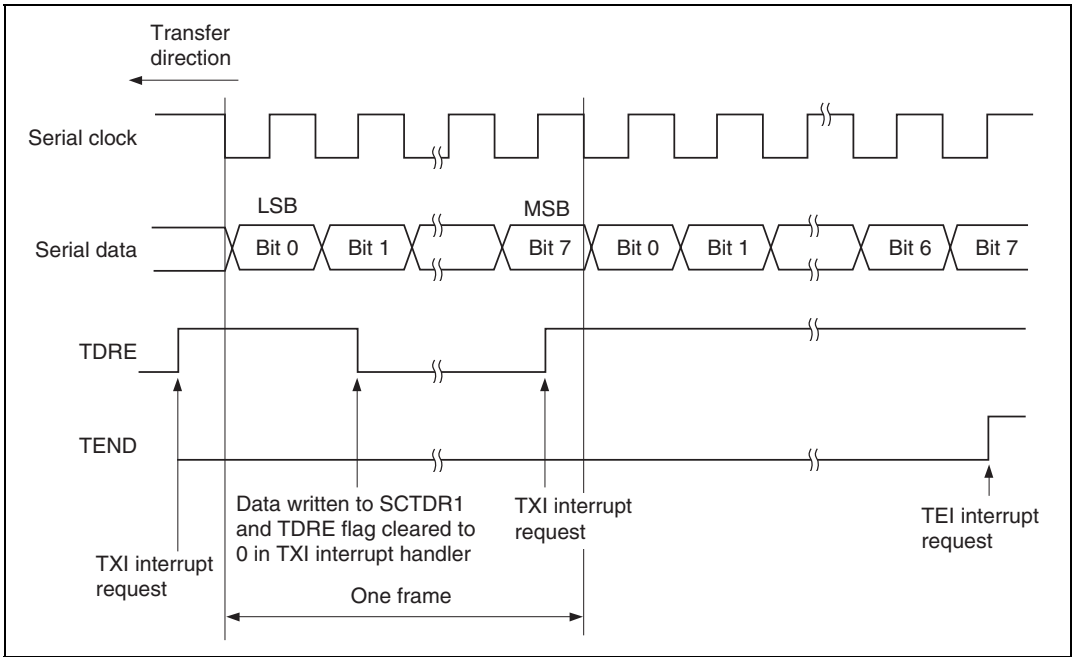 Transfer
direction
Serial clock
LSB
MSB
Serial data
Bit 0
Bit 1
Bit 7
Bit 0
Bit 1
Bit 6
Bit 7
TDRE
TEND
Data written to SCTDR1
and TDRE flag cleared to
0 in TXI interrupt handler
TXI interrupt
request
TEI interrupt
request
TXI interrupt
request
One frame